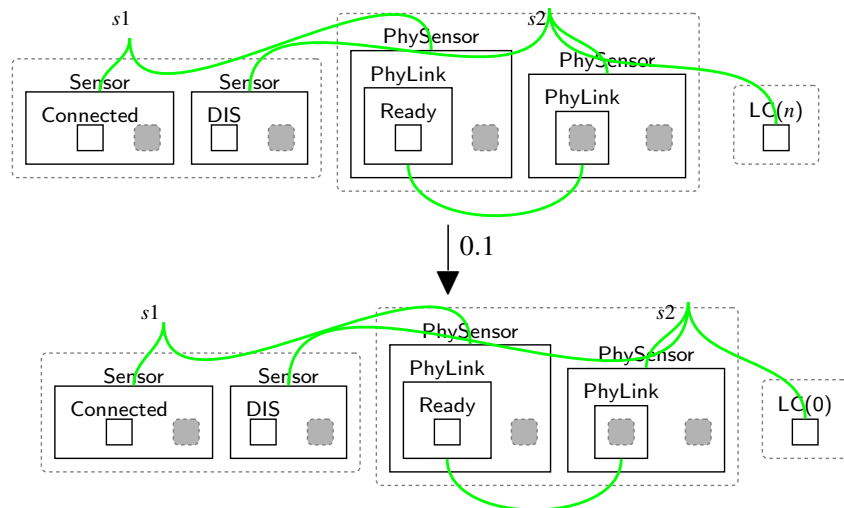 s1
s2
PhySensor
Sensor
Sensor
PhySensor
PhyLink
PhyLink
Connected
DIS
Ready
LC(n)
0.1
s1
s2
PhySensor
Sensor
Sensor
PhySensor
PhyLink
PhyLink
Connected
DIS
Ready
LC(0)